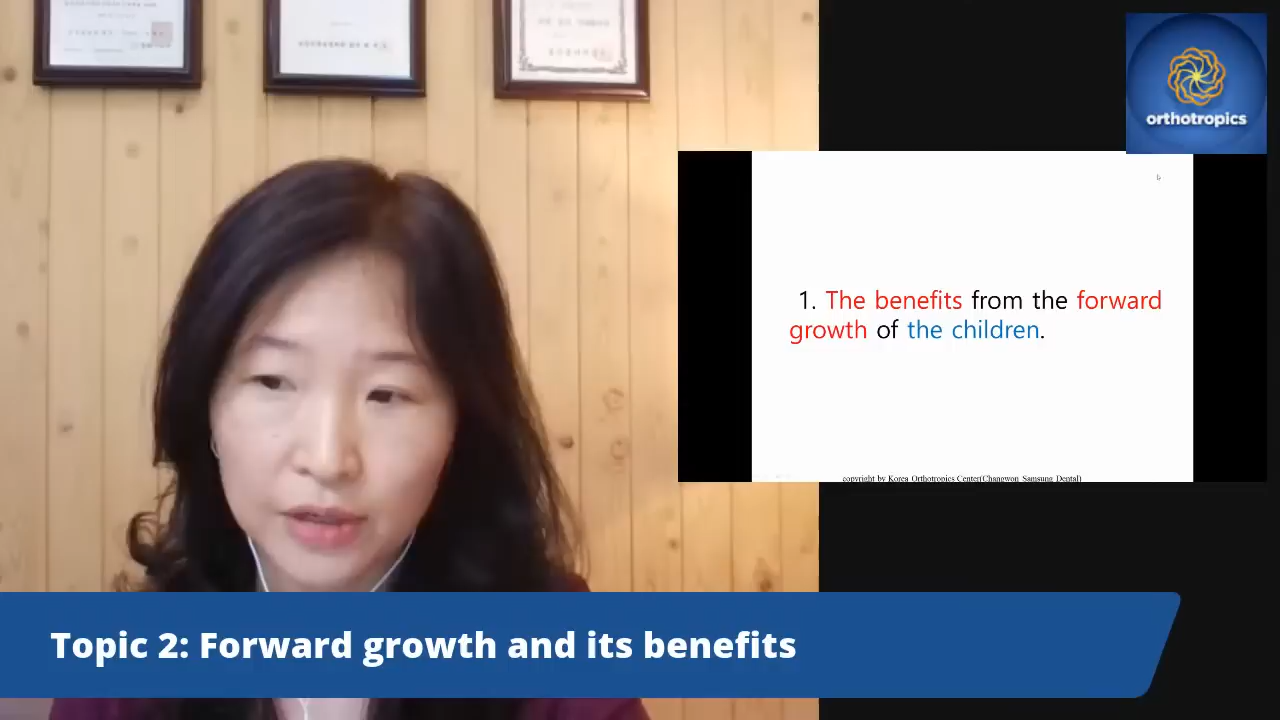 orthotropics
1. The benefits from the forward
growth of the children.
copyright by Korea Orthotropics Center(Changwon Samsung Dental)
Topic 2: Forward growth and its benefits